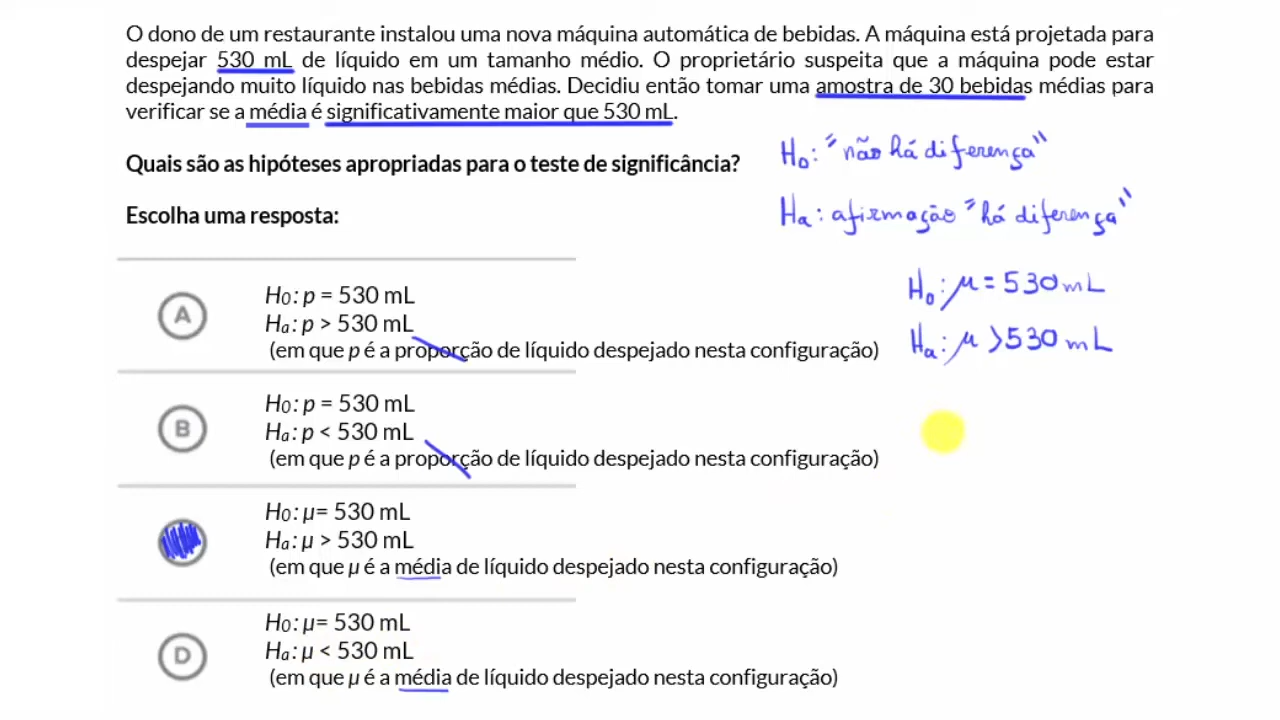 O dono de um restaurante instalou uma nova máquina automática de bebidas. A máquina está projetada para
despejar 530 mL de líquido em um tamanho médio. O proprietário suspeita que a máquina pode estar
despejando muito líquido nas bebidas médias. Decidiu então tomar uma amostra de 30 bebidas médias para
verificar se a média é significativamente maior que 530 mL.
Quais são as hipóteses apropriadas para o teste de significância?
H₀: "não há diferença"
Escolha uma resposta:
Hₐ: afirmação "há diferença"
A
H₀: p = 530 mL
Hₐ: p > 530 mL
(em que p é a proporção de líquido despejado nesta configuração)
H₀: μ = 530 mL
Hₐ: μ > 530 mL
B
H₀: p = 530 mL
Hₐ: p < 530 mL
(em que p é a proporção de líquido despejado nesta configuração)
H₀: μ= 530 mL
Hₐ: μ > 530 mL
(em que μ é a média de líquido despejado nesta configuração)
D
H₀: μ= 530 mL
Hₐ: μ < 530 mL
(em que μ é a média de líquido despejado nesta configuração)